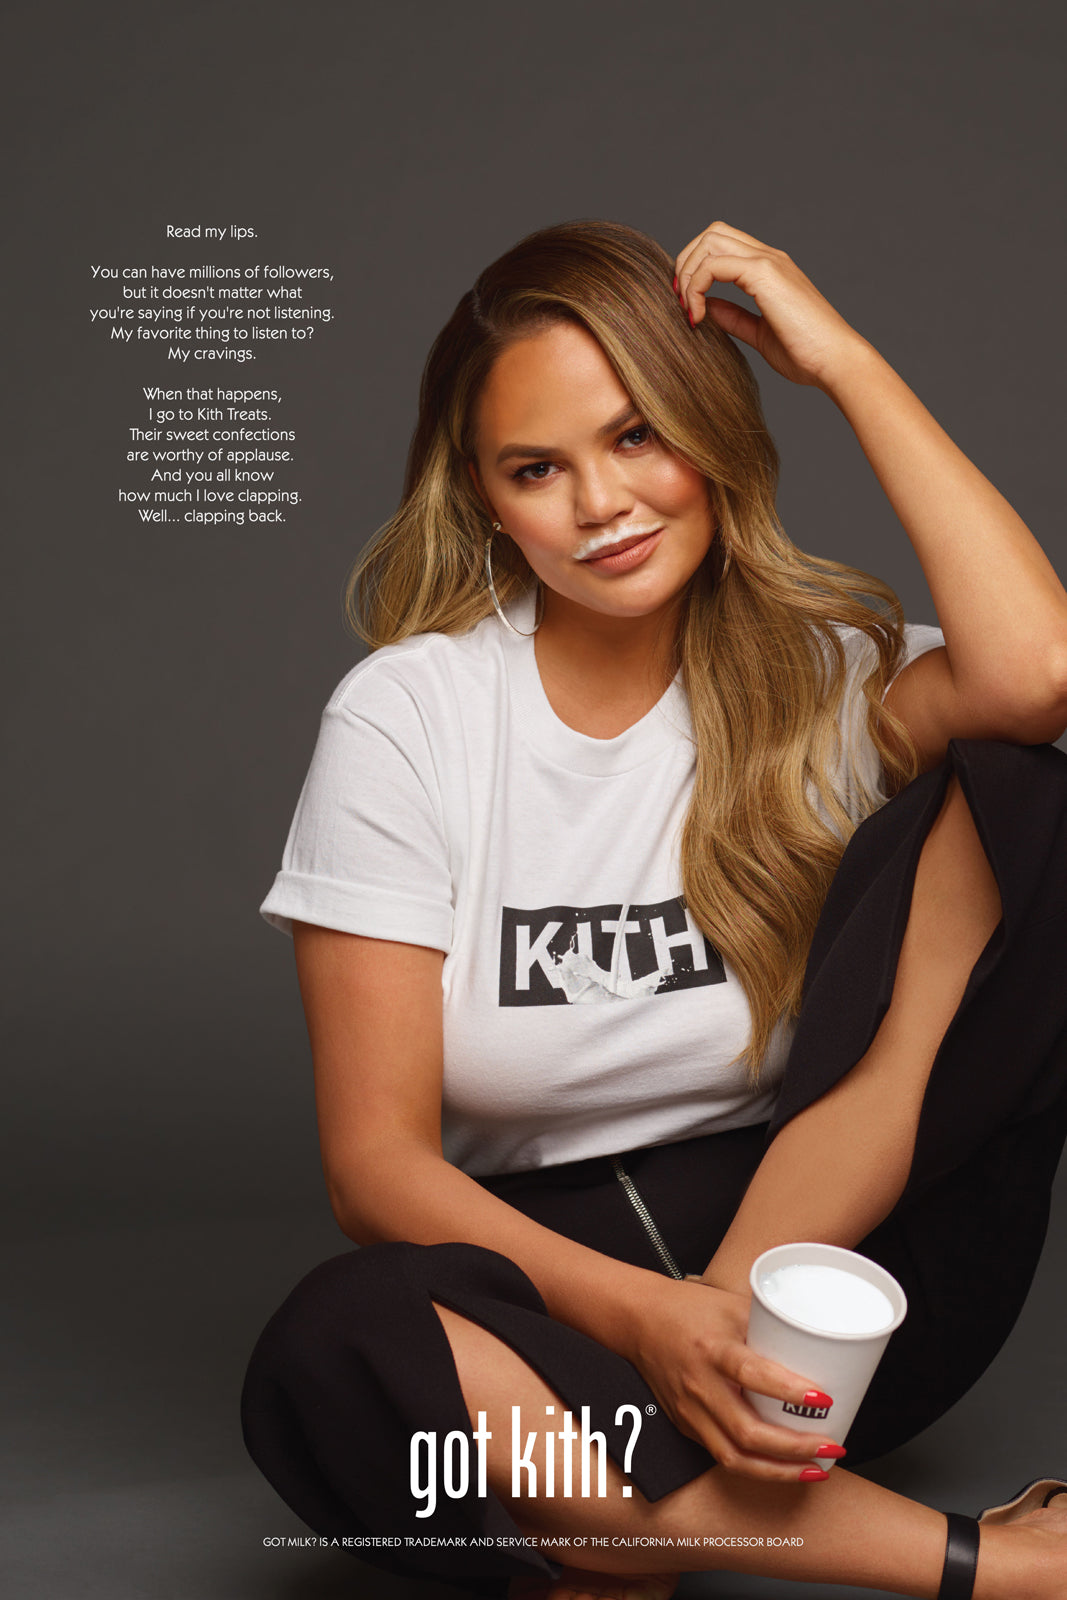 Read my lips.
You can have millions of followers,
but it doesn't matter what
you're saying if you're not listening.
My favorite thing to listen to?
My cravings.
When that happens,
I go to Kith Treats.
Their sweet confections
are worthy of applause.
And you all know
how much I love clapping.
Well... clapping back.
KITH
KITH
got kith?®
GOT MILK? IS A REGISTERED TRADEMARK AND SERVICE MARK OF THE CALIFORNIA MILK PROCESSOR BOARD